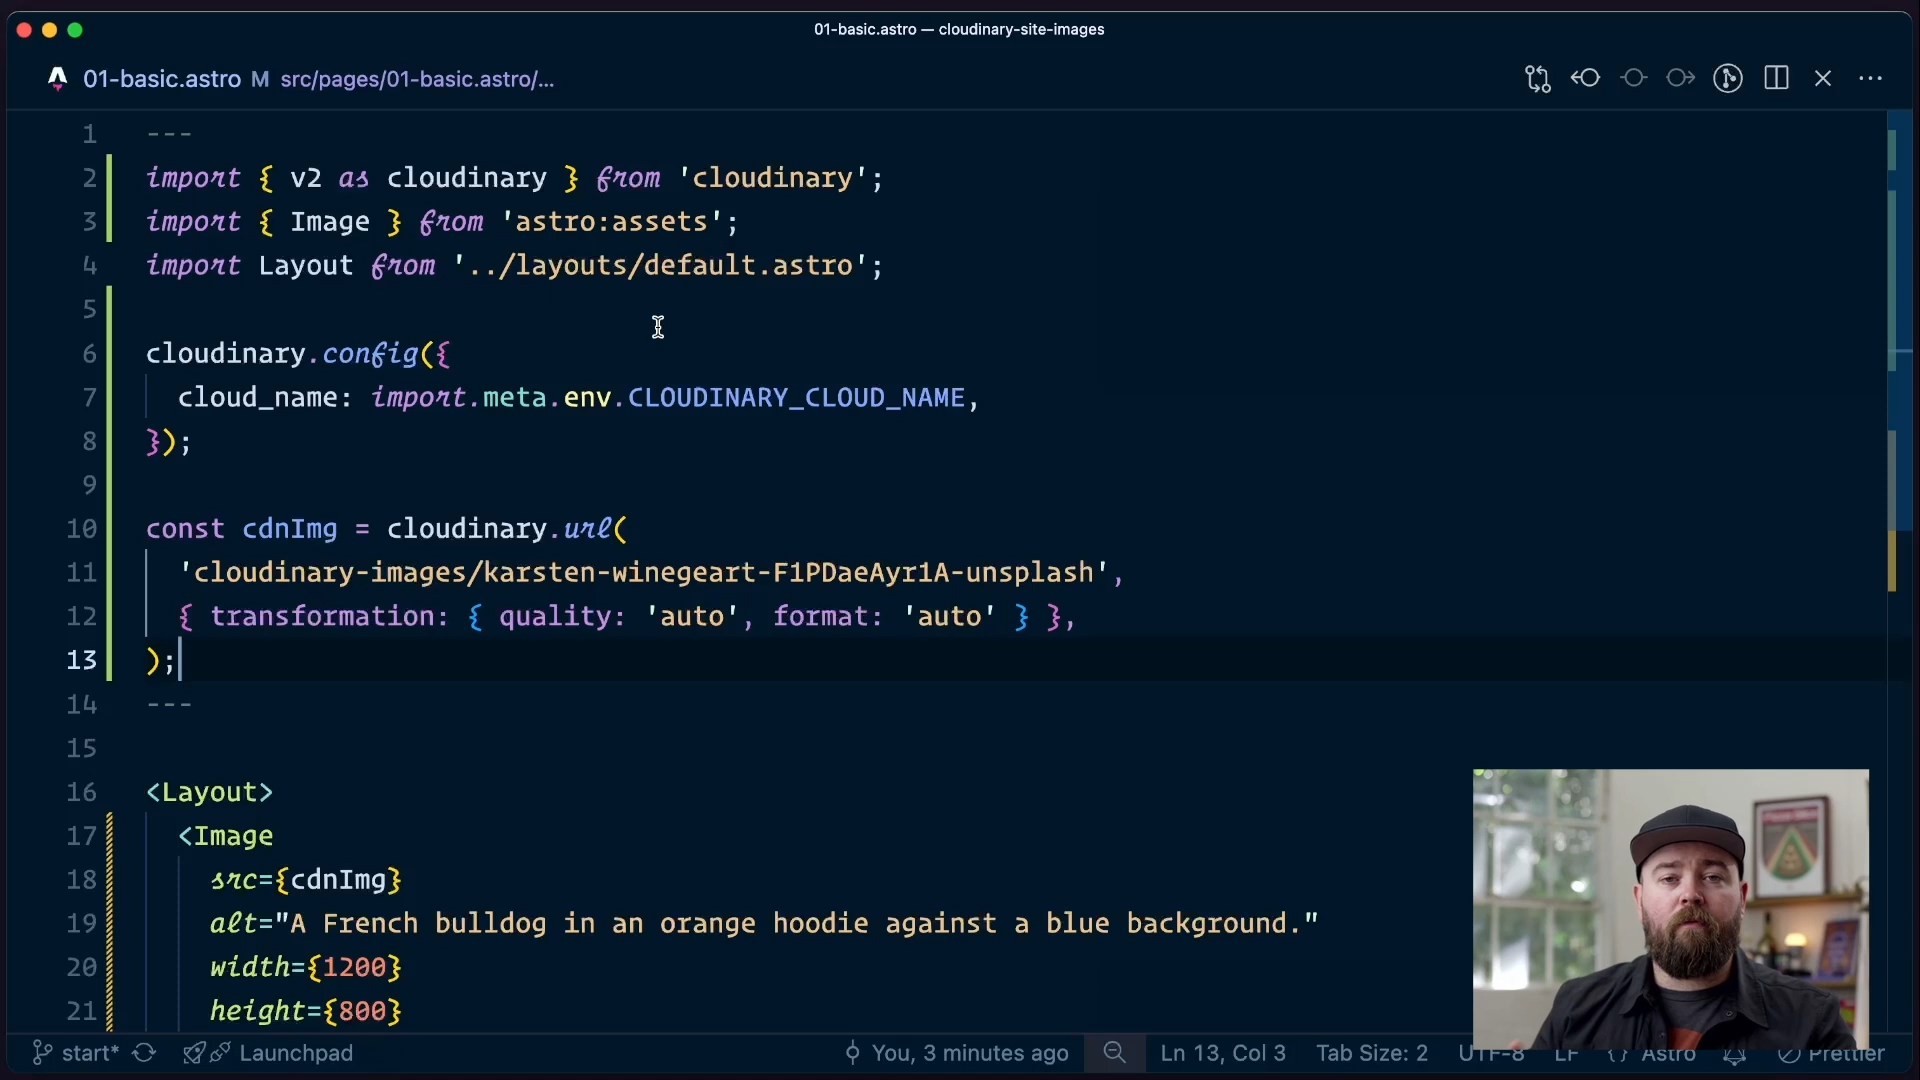 01-basic.astro — cloudinary-site-images
01-basic.astro M src/pages/01-basic.astro/...
1 ---
2 import { v2 as cloudinary } from 'cloudinary';
3 import { Image } from 'astro:assets';
4 import Layout from '../layouts/default.astro';
5
6 cloudinary.config({
7 cloud_name: import.meta.env.CLOUDINARY_CLOUD_NAME,
8 });
9
10 const cdnImg = cloudinary.url(
11 'cloudinary-images/karsten-winegeart-F1PDaeAyr1A-unsplash',
12 { transformation: { quality: 'auto', format: 'auto' } },
13 );
14 ---
15
16 <Layout>
17 <Image
18 src={cdnImg}
19 alt="A French bulldog in an orange hoodie against a blue background."
20 width={1200}
21 height={800}
start* Launchpad You, 3 minutes ago Ln 13, Col 3 Tab Size: 2 UTF-8 LF {} Astro Prettier